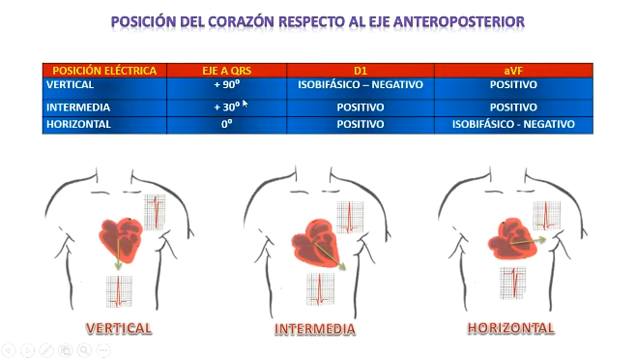 POSICIÓN DEL CORAZÓN RESPECTO AL EJE ANTEROPOSTERIOR
POSICIÓN ELÉCTRICA EJE A QRS D1 aVF
VERTICAL + 90º ISOBIFÁSICO – NEGATIVO POSITIVO
INTERMEDIA + 30º POSITIVO POSITIVO
HORIZONTAL 0º POSITIVO ISOBIFÁSICO - NEGATIVO
VERTICAL INTERMEDIA HORIZONTAL